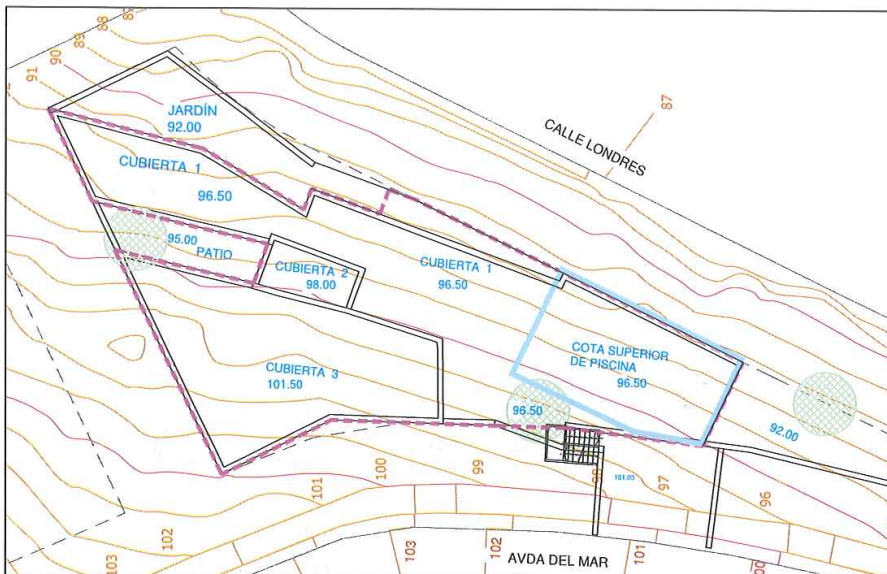 88
89
90
91
JARDÍN
92.00
87
CALLE LONDRES
CUBIERTA 1
96.50
95.00
PATIO
CUBIERTA 2
98.00
CUBIERTA 1
96.50
CUBIERTA 3
101.50
COTA SUPERIOR
DE PISCINA
96.50
96.50
92.00
101.00
98
97
96
99
100
101
102
103
103
102
101
AVDA DEL MAR